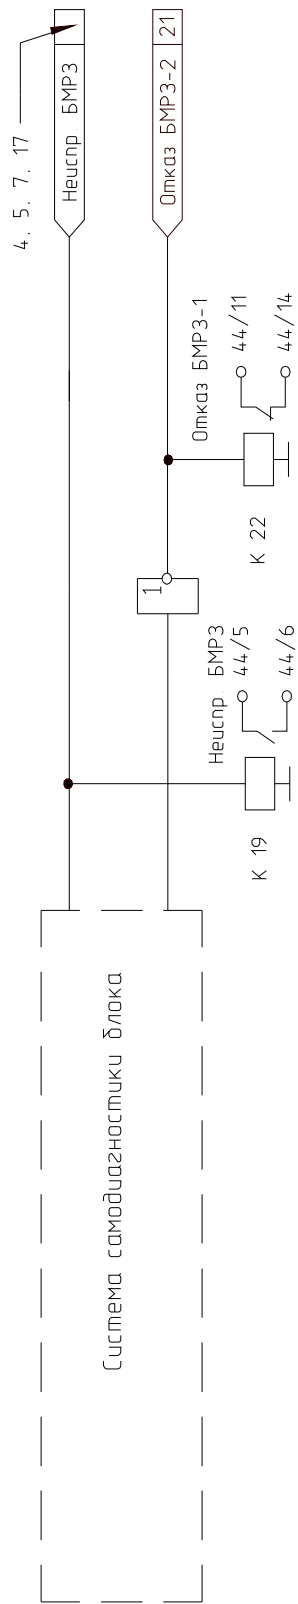 Система самодиагностики блока
К 19
Неиспр. БМРЗ
44/5
44/6
1
К 22
Отказ БМРЗ-1
44/11
44/14
Неиспр. БМРЗ
4. 5. 7. 17
Отказ БМРЗ-2
21